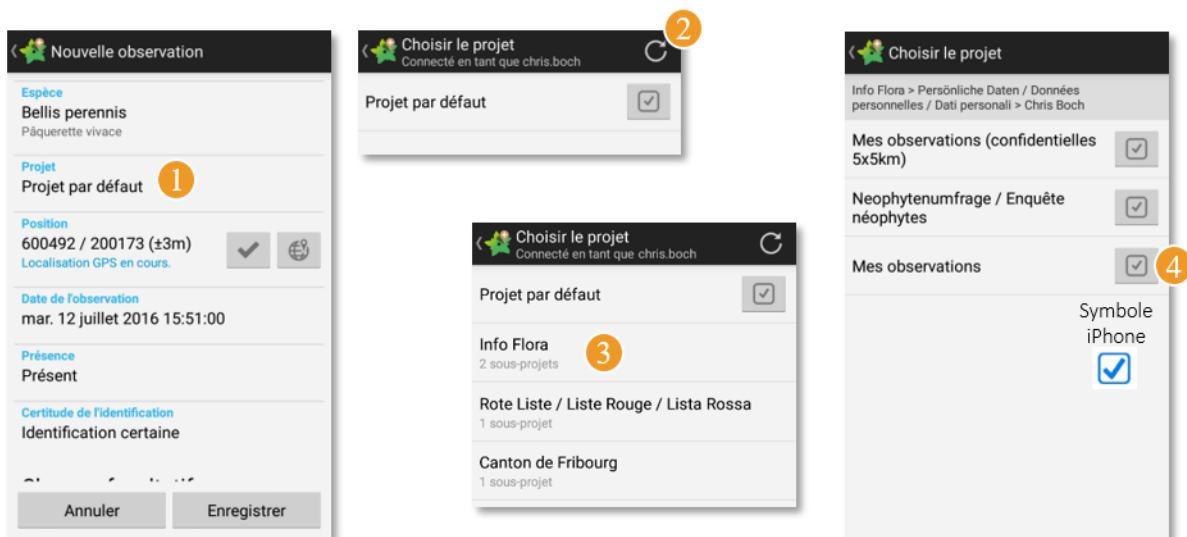 Nouvelle observation
Espèce
Bellis perennis
Pâquerette vivace
Projet
Projet par défaut
1
Position
600492 / 200173 (±3m)
Localisation GPS en cours.
Date de l'observation
mar. 12 juillet 2016 15:51:00
Présence
Présent
Certitude de l'identification
Identification certaine
Annuler
Enregistrer
2
Choisir le projet
Connecté en tant que chris.boch
Projet par défaut
Choisir le projet
Connecté en tant que chris.boch
Projet par défaut
Info Flora
2 sous-projets
3
Rote Liste / Liste Rouge / Lista Rossa
1 sous-projet
Canton de Fribourg
1 sous-projet
Choisir le projet
Info Flora > Persönliche Daten / Données
personnelles / Dati personali > Chris Boch
Mes observations (confidentielles
5x5km)
Neophytenumfrage / Enquête
néophytes
Mes observations
4
Symbole
iPhone